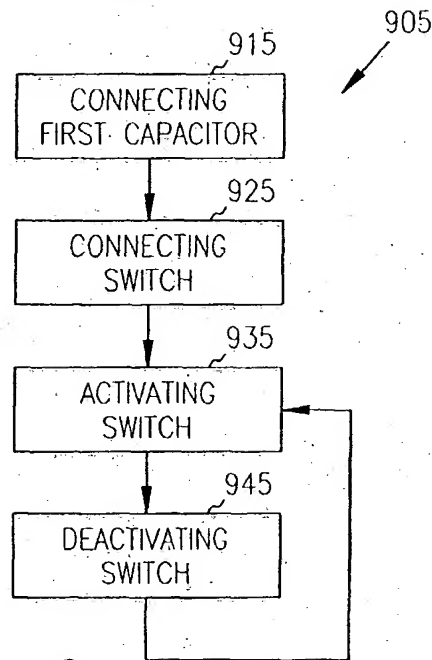 905
915
CONNECTING
FIRST CAPACITOR
925
CONNECTING
SWITCH
935
ACTIVATING
SWITCH
945
DEACTIVATING
SWITCH